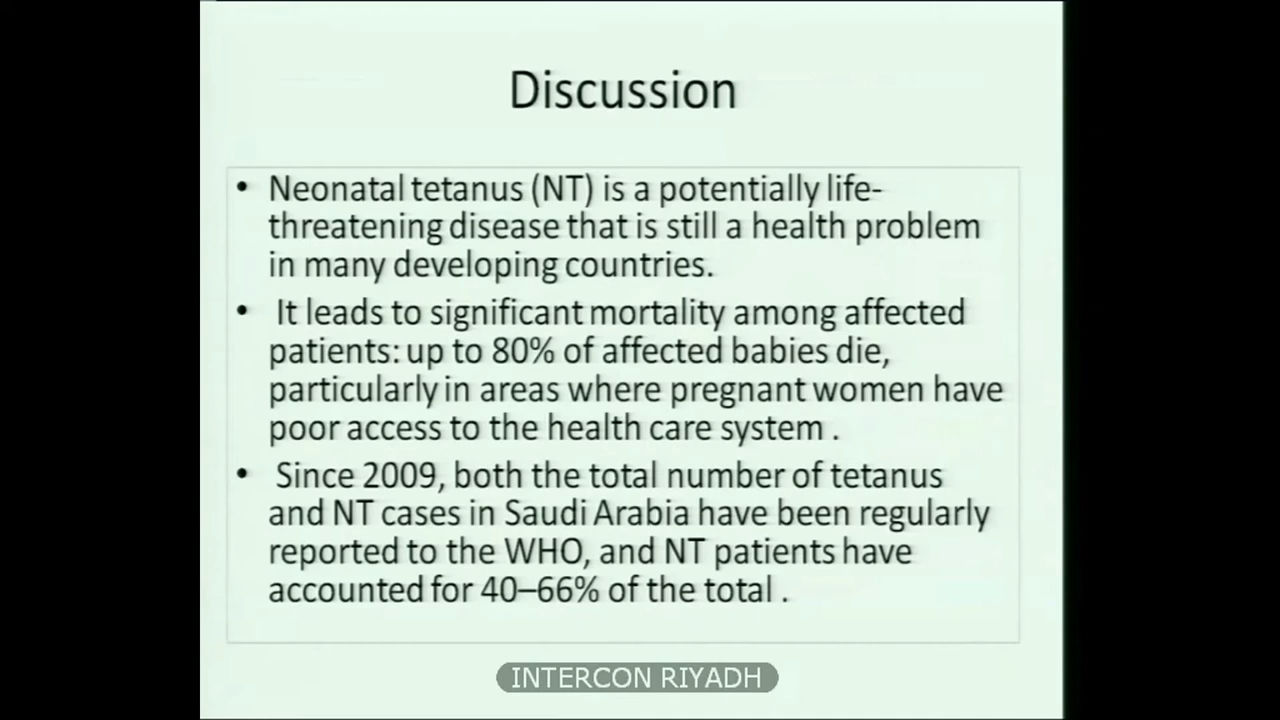 Discussion
• Neonatal tetanus (NT) is a potentially life-
threatening disease that is still a health problem
in many developing countries.
• It leads to significant mortality among affected
patients: up to 80% of affected babies die,
particularly in areas where pregnant women have
poor access to the health care system .
• Since 2009, both the total number of tetanus
and NT cases in Saudi Arabia have been regularly
reported to the WHO, and NT patients have
accounted for 40–66% of the total .
INTERCON RIYADH